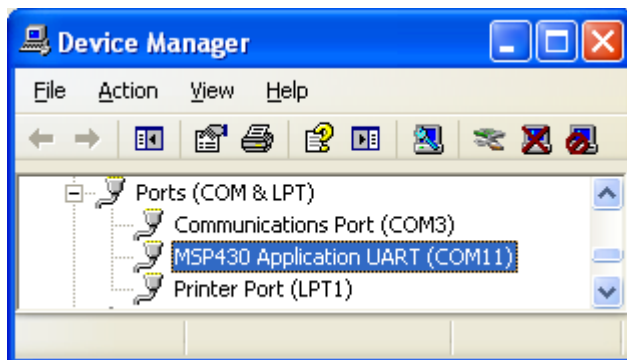 Device Manager
File Action View Help
Ports (COM & LPT)
Communications Port (COM3)
MSP430 Application UART (COM11)
Printer Port (LPT1)